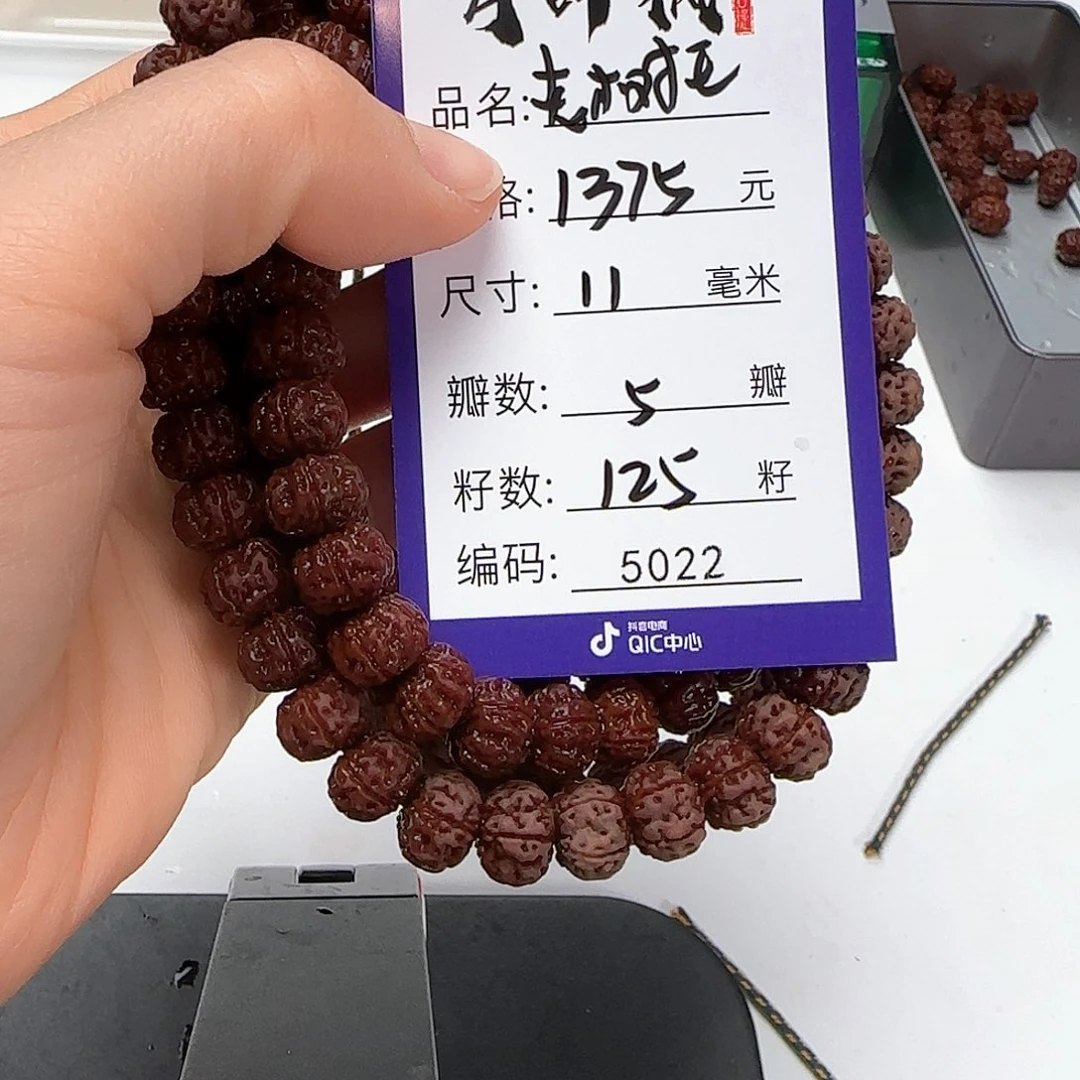 品名: 老树王
格: 1375 元
尺寸: 11 毫米
瓣数: 5 瓣
籽数: 125 籽
编码: 5022
抖音电商
QIC中心